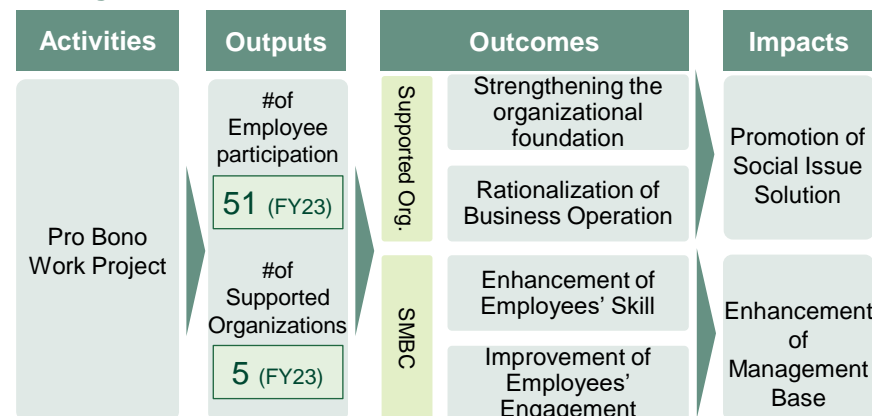 Activities
Outputs
Outcomes
Impacts
Pro Bono
Work Project
#of
Employee
participation
51 (FY23)
#of
Supported
Organizations
5 (FY23)
Supported Org.
Strengthening the
organizational
foundation
Rationalization of
Business Operation
SMBC
Enhancement of
Employees' Skill
Improvement of
Employees'
Engagement
Promotion of
Social Issue
Solution
Enhancement
of
Management
Base